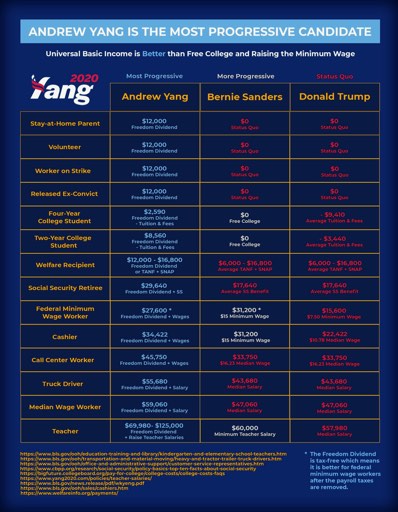 ANDREW YANG IS THE MOST PROGRESSIVE CANDIDATE
Universal Basic Income is Better than Free College and Raising the Minimum Wage
Yang 2020
Most Progressive More Progressive Status Quo
Andrew Yang Bernie Sanders Donald Trump
Stay-at-Home Parent $12,000 $0 $0
Freedom Dividend Status Quo Status Quo
Volunteer $12,000 $0 $0
Freedom Dividend Status Quo Status Quo
Worker on Strike $12,000 $0 $0
Freedom Dividend Status Quo Status Quo
Released Ex-Convict $12,000 $0 $0
Freedom Dividend Status Quo Status Quo
Four-Year $2,590 $0 - $9,410
College Student Freedom Dividend Free College Average Tuition & Fees
- Tuition & Fees
Two-Year College $8,560 $0 - $3,440
Student Freedom Dividend Free College Average Tuition & Fees
- Tuition & Fees
Welfare Recipient $12,000 - $16,800 $6,000 - $16,800 $6,000 - $16,800
Freedom Dividend Average TANF + SNAP Average TANF + SNAP
or TANF + SNAP
Social Security Retiree $29,640 $17,640 $17,640
Freedom Dividend + SS Average SS Benefit Average SS Benefit
Federal Minimum $27,600 * $31,200 * $15,600
Wage Worker Freedom Dividend + Wages $15 Minimum Wage Minimum Wage
Cashier $34,422 $31,200 $22,422
Freedom Dividend + Wages $15 Minimum Wage $10.78 Median Wage
Call Center Worker $45,750 $33,750 $33,750
Freedom Dividend + Wages $16.23 Median Wage $16.23 Median Wage
Truck Driver $55,680 $43,680 $43,680
Freedom Dividend + Salary Median Salary Median Salary
Median Wage Worker $59,060 $47,060 $47,060
Freedom Dividend + Salary Median Salary Median Salary
Teacher $69,980- $125,000 $60,000 $57,980
Freedom Dividend Minimum Teacher Salary Median Salary
+ Raise Teacher Salaries
https://www.bls.gov/ooh/education-training-and-library/kindergarten-and-elementary-school-teachers.htm
https://www.bls.gov/ooh/transportation-and-material-moving/heavy-and-tractor-trailer-truck-drivers.htm
https://www.bls.gov/ooh/office-and-administrative-support/customer-service-representatives.htm
https://www.cbpp.org/research/social-security/policy-basics-top-ten-facts-about-social-security
https://bigfuture.collegeboard.org/pay-for-college/college-costs/college-costs-faqs
https://www.yang2020.com/policies/teacher-salaries/
https://www.bls.gov/news.release/pdf/wkyeng.pdf
https://www.bls.gov/ooh/sales/cashiers.htm
https://www.welfareinfo.org/payments/
* The Freedom Dividend
is tax-free which means
it is better for federal
minimum wage workers
after the payroll taxes
are removed.